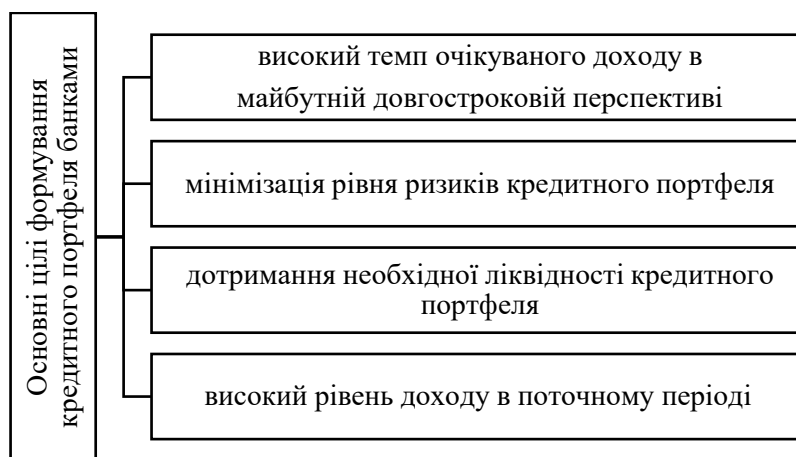 Основні цілі формування
кредитного портфеля банками
високий темп очікуваного доходу в
майбутній довгостроковій перспективі
мінімізація рівня ризиків кредитного портфеля
дотримання необхідної ліквідності кредитного
портфеля
високий рівень доходу в поточному періоді